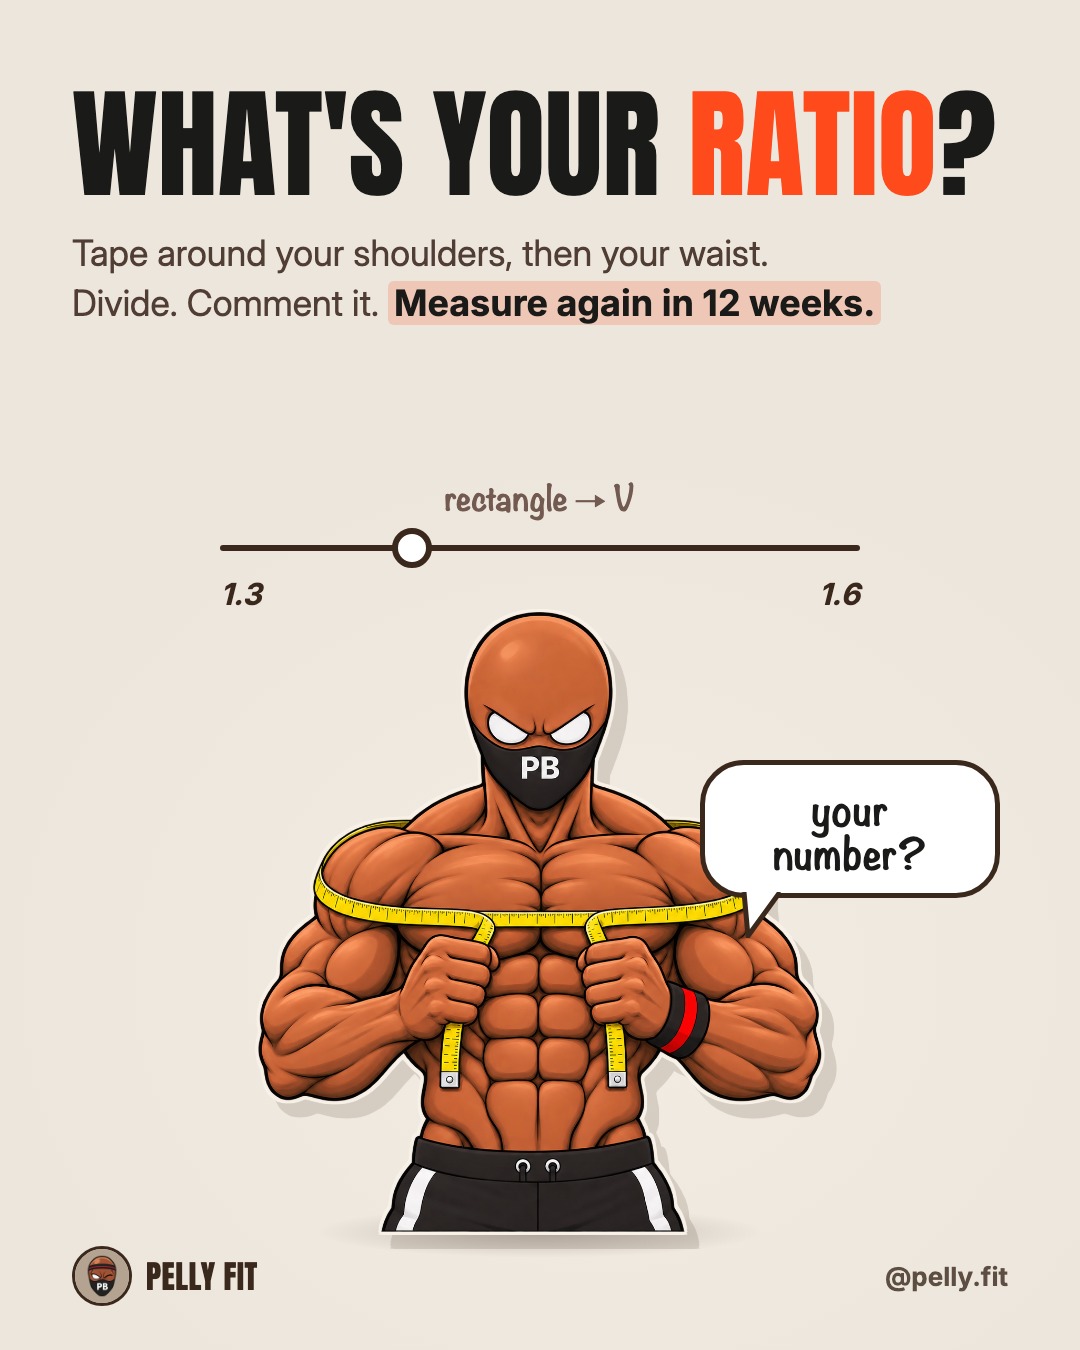 WHAT'S YOUR RATIO?
Tape around your shoulders, then your waist.
Divide. Comment it. Measure again in 12 weeks.
rectangle → V
1.3
1.6
PB
your
number?
PB
PELLY FIT
@pelly.fit